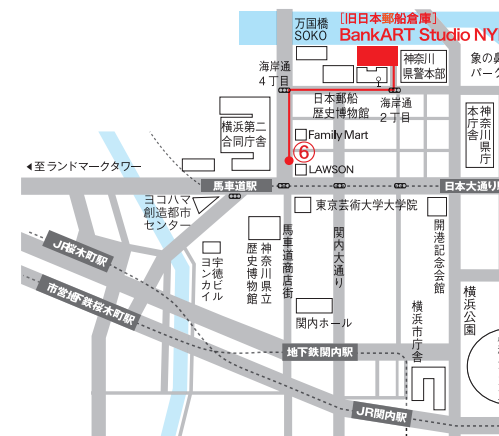 万国橋
SOKO
[旧日本郵船倉庫]
BankART Studio NY
海岸通
4丁目
神奈川
県警本部
象の鼻
パーク
日本郵船
歴史博物館
海岸通
2丁目
横浜第二
合同庁舎
FamilyMart
神奈川県庁
本庁舎
⑥
至 ランドマークタワー
LAWSON
馬車道駅
日本大通り
ヨコハマ
創造都市
センター
東京芸術大学大学院
馬車道商店街
関内大通り
開港記念会館
JR桜木町駅
宇徳ビル
ヨンカイ
神奈川県立
歴史博物館
市営地下鉄桜木町駅
横浜公園
関内ホール
横浜市庁舎
地下鉄関内駅
JR関内駅